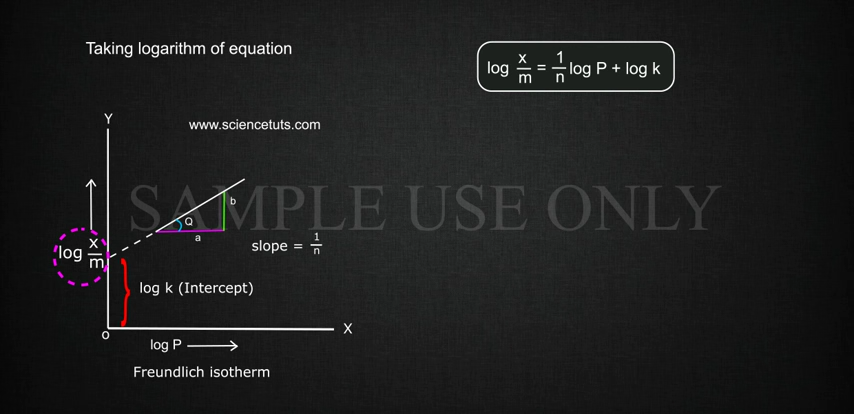 Taking logarithm of equation
log x/m = 1/n log P + log k
Y
www.sciencetuts.com
SAMPLE USE ONLY
b
Q
a
slope = 1/n
log x/m
log k (Intercept)
O
X
log P
Freundlich isotherm